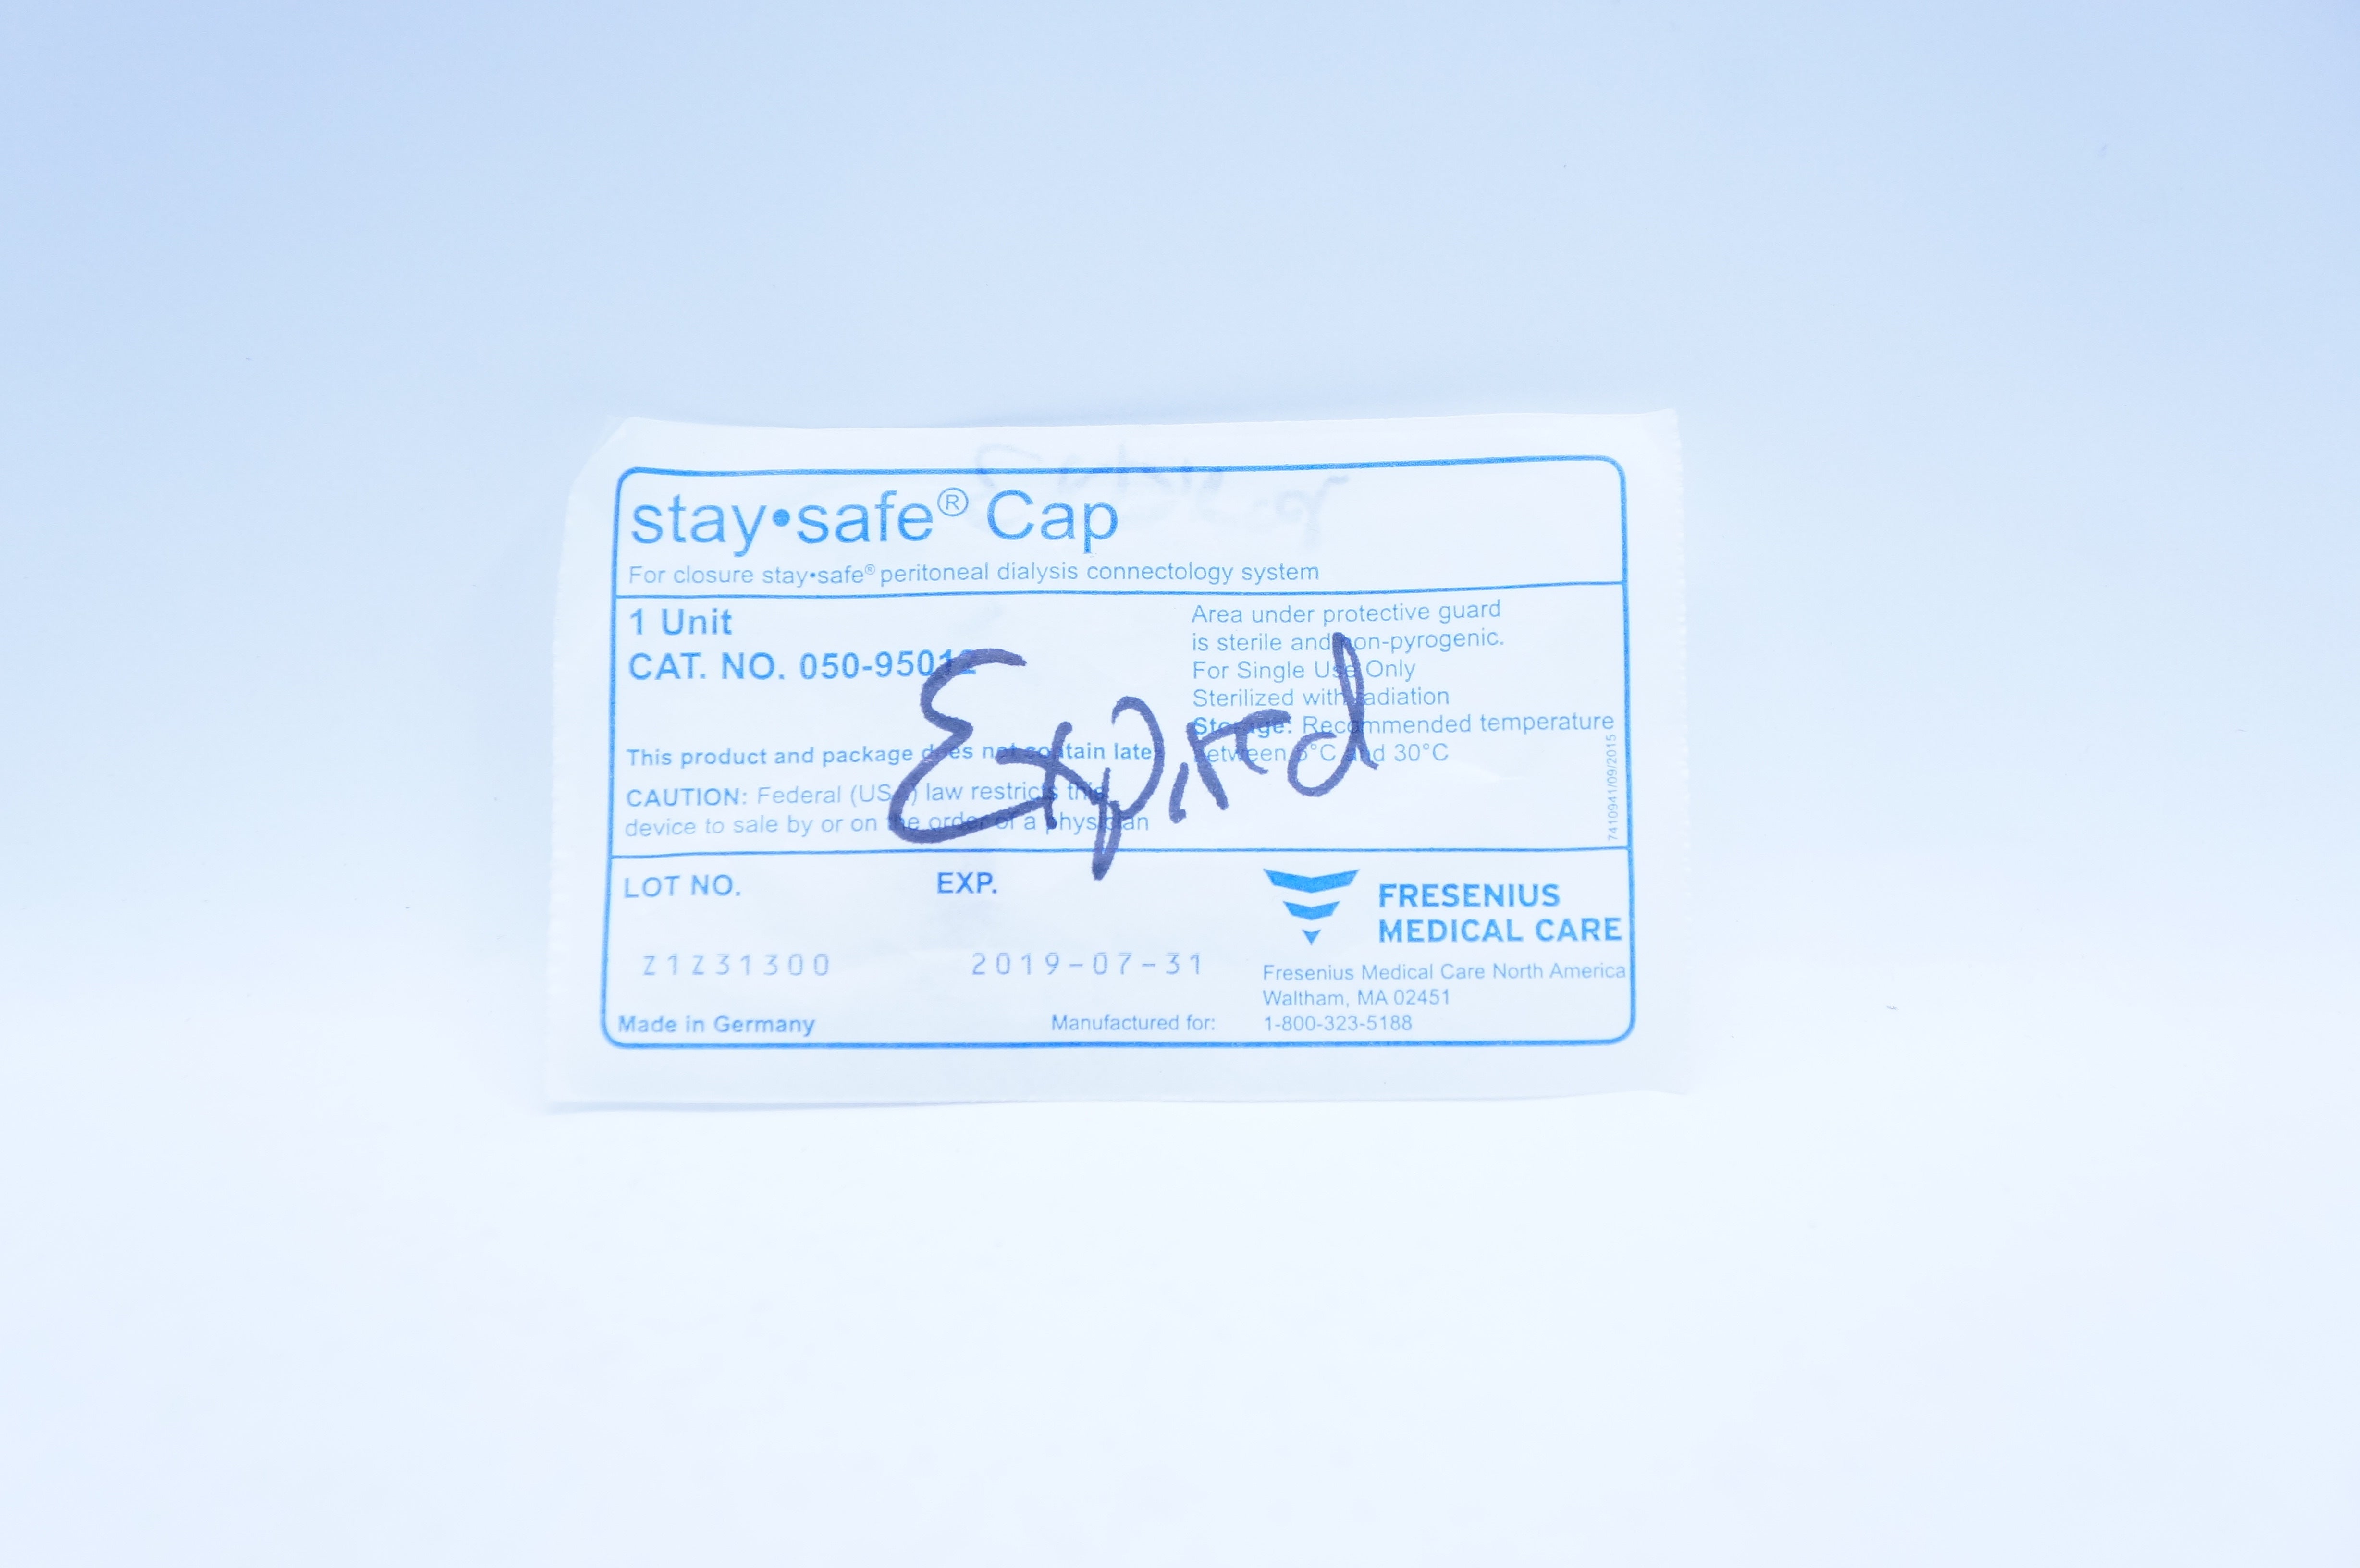 stay•safe® Cap
For closure stay•safe® peritoneal dialysis connectology system
1 Unit
CAT. NO. 050-95012
This product and package does not contain latex
CAUTION: Federal (USA) law restricts this
device to sale by or on the order of a physician
Area under protective guard
is sterile and non-pyrogenic.
For Single Use Only
Sterilized with radiation
Storage: Recommended temperature
between 5°C and 30°C
7410941/09/2015
Expired
LOT NO.
Z1Z31300
Made in Germany
EXP.
2019-07-31
Manufactured for:
FRESENIUS
MEDICAL CARE
Fresenius Medical Care North America
Waltham, MA 02451
1-800-323-5188